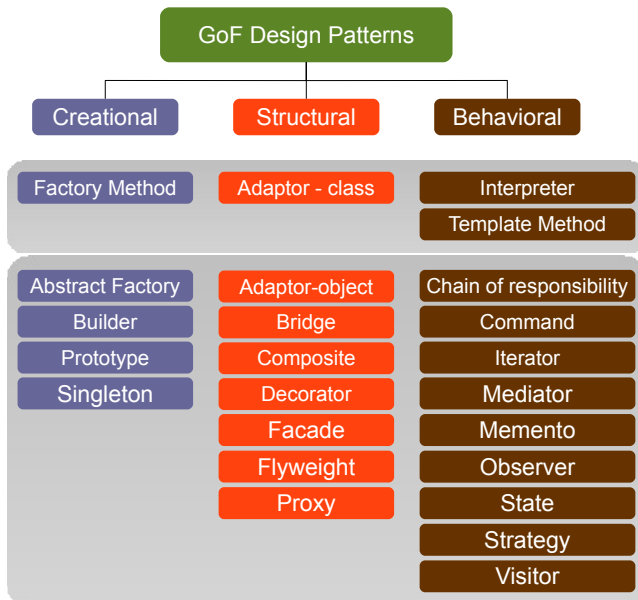 GoF Design Patterns
Creational
Structural
Behavioral
Factory Method
Adaptor - class
Interpreter
Template Method
Abstract Factory
Adaptor-object
Chain of responsibility
Builder
Bridge
Command
Prototype
Composite
Iterator
Singleton
Decorator
Mediator
Facade
Memento
Flyweight
Observer
Proxy
State
Strategy
Visitor